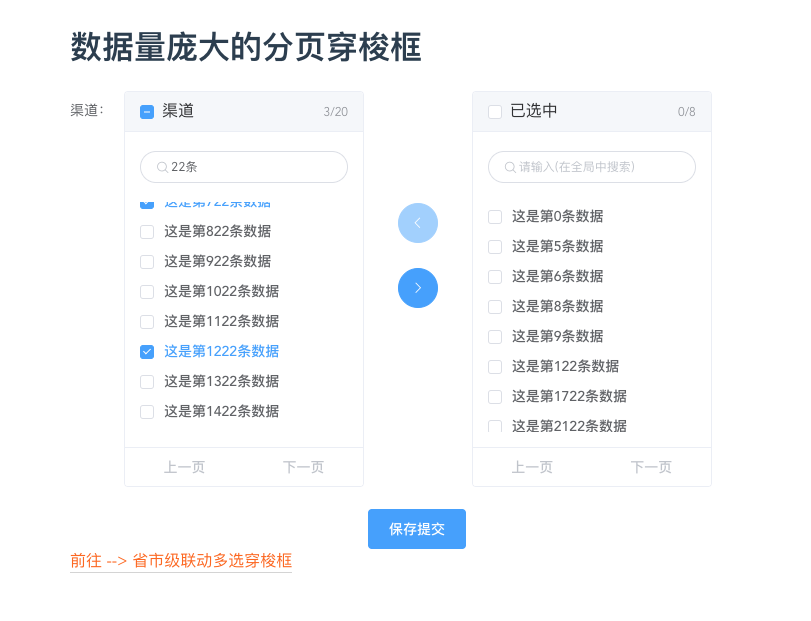 数据量庞大的分页穿梭框
渠道:
渠道 3/20
22条
这是第722条数据
这是第822条数据
这是第922条数据
这是第1022条数据
这是第1122条数据
这是第1222条数据
这是第1322条数据
这是第1422条数据
上一页 下一页
已选中 0/8
请输入(在全局中搜索)
这是第0条数据
这是第5条数据
这是第6条数据
这是第8条数据
这是第9条数据
这是第122条数据
这是第1722条数据
这是第2122条数据
上一页 下一页
保存提交
前往 --> 省市级联动多选穿梭框